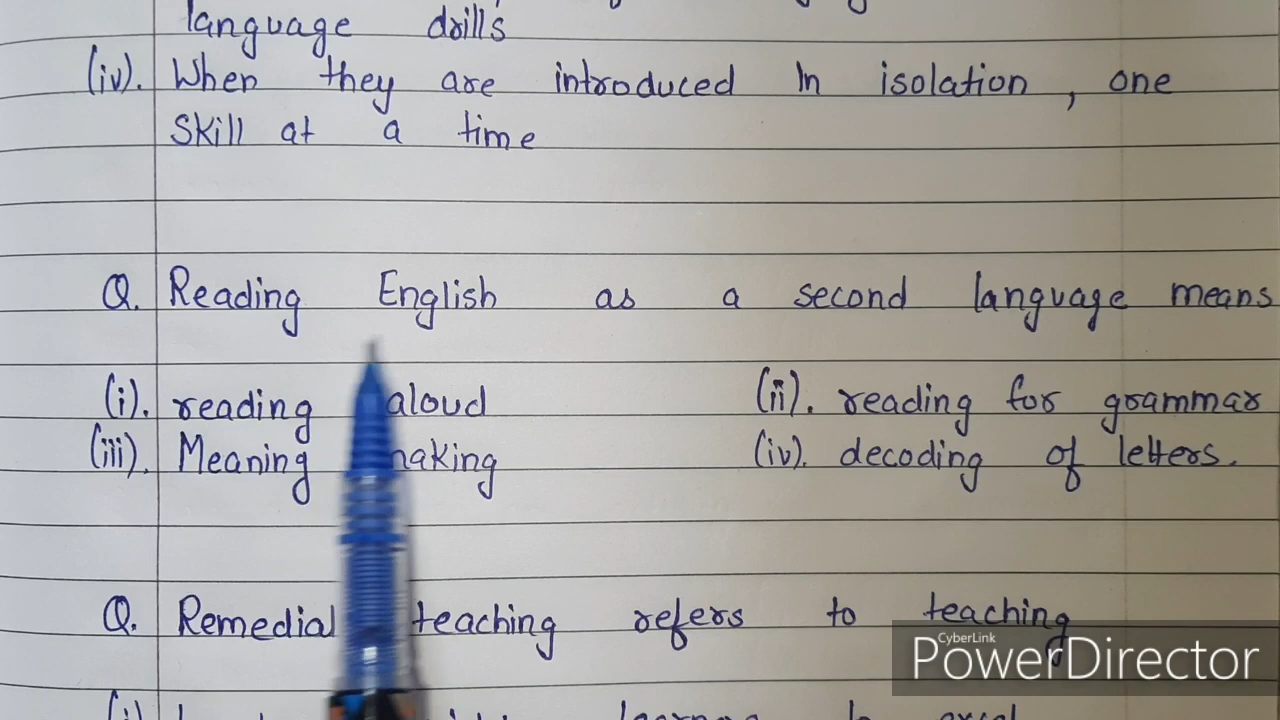 language drills
(iv). When they are introduced In isolation, one
skill at a time
Q. Reading English as a second language means
(i). reading aloud (ii). reading for grammar
(iii). Meaning making (iv). decoding of letters.
Q. Remedial teaching refers to teaching
CyberLink
PowerDirector